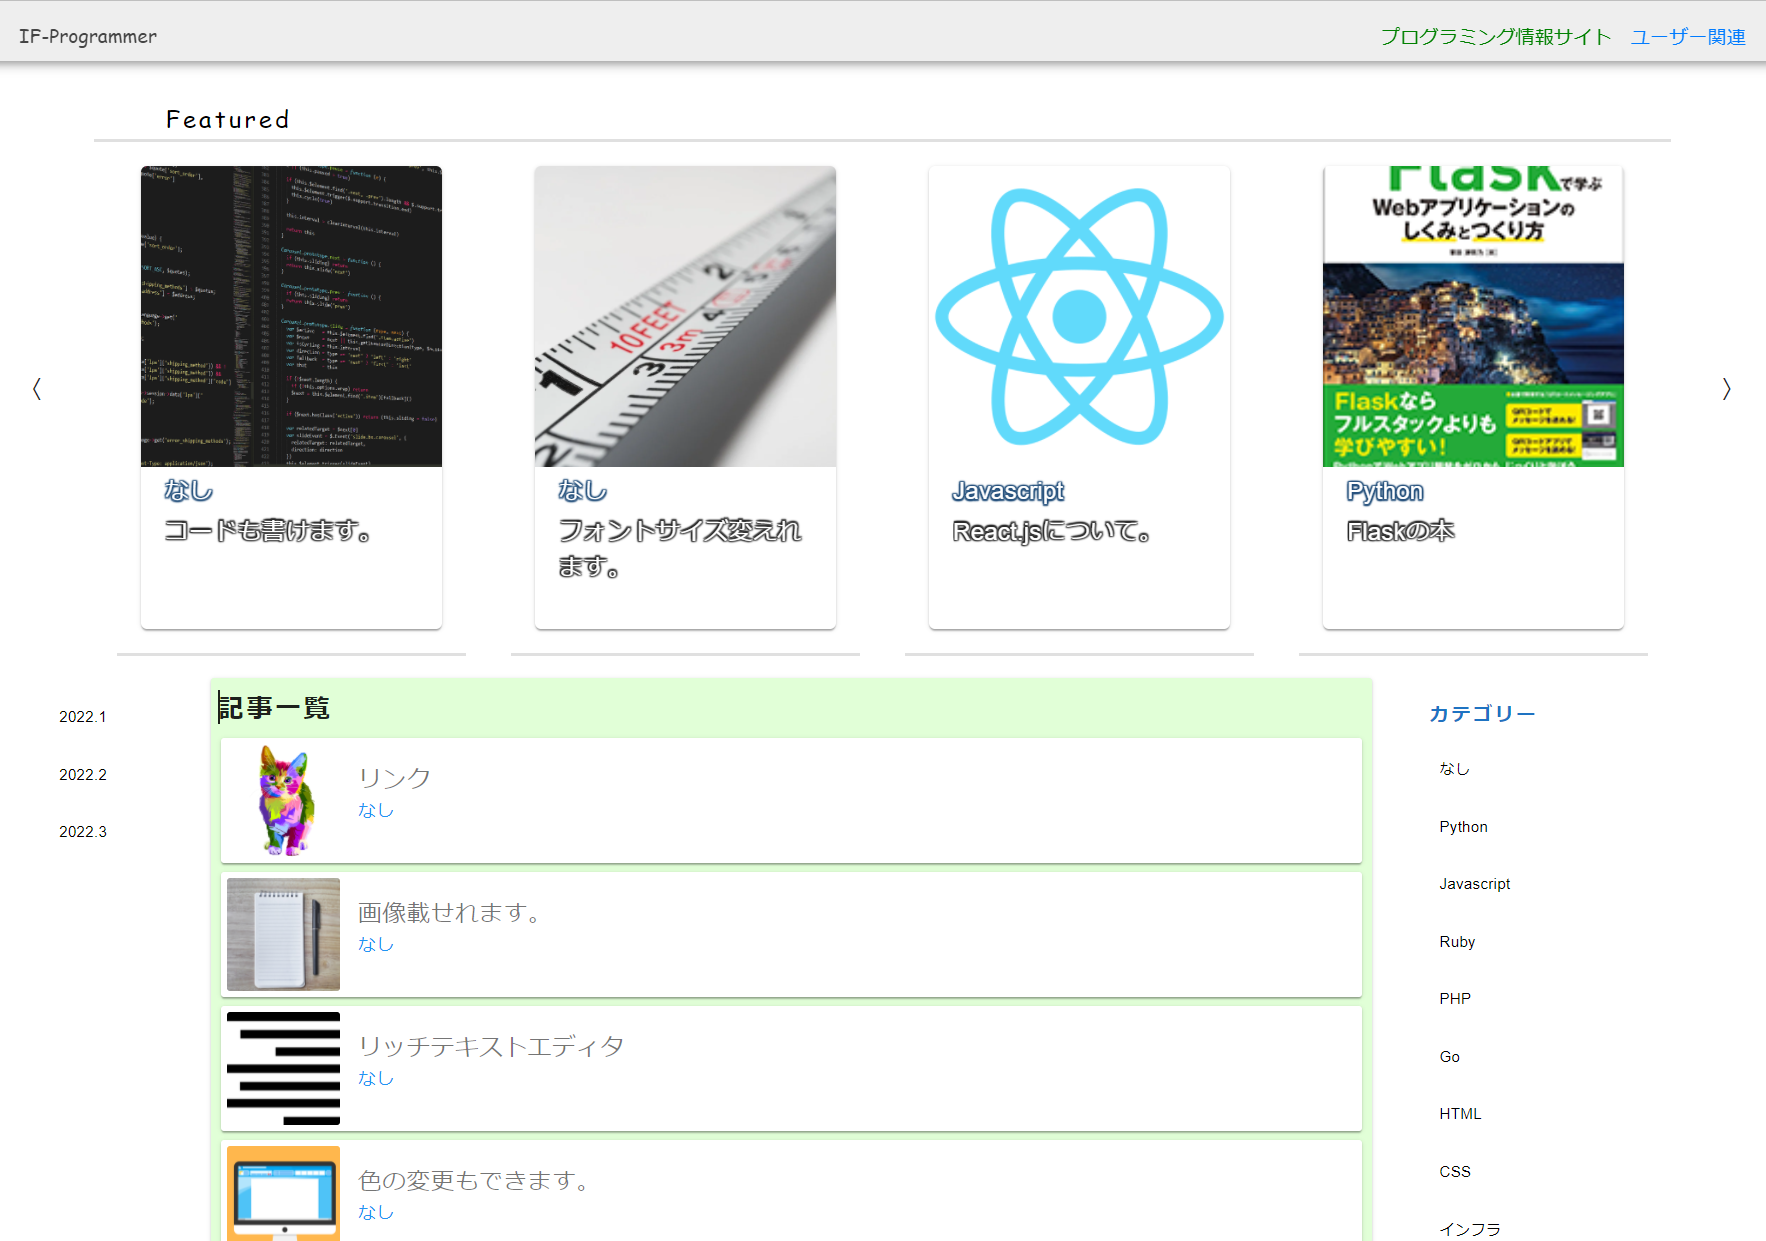 IF-Programmer
プログラミング情報サイト ユーザー関連
Featured
10FEET
3m
Flaskで学ぶ
Webアプリケーションの
しくみとつくり方
Flaskなら
フルスタックよりも
学びやすい!
なし
コードも書けます。
なし
フォントサイズ変えれ
ます。
Javascript
React.jsについて。
Python
Flaskの本
〈
〉
2022.1
2022.2
2022.3
記事一覧
リンク
なし
画像載せれます。
なし
リッチテキストエディタ
なし
色の変更もできます。
なし
カテゴリー
なし
Python
Javascript
Ruby
PHP
Go
HTML
CSS
インフラ